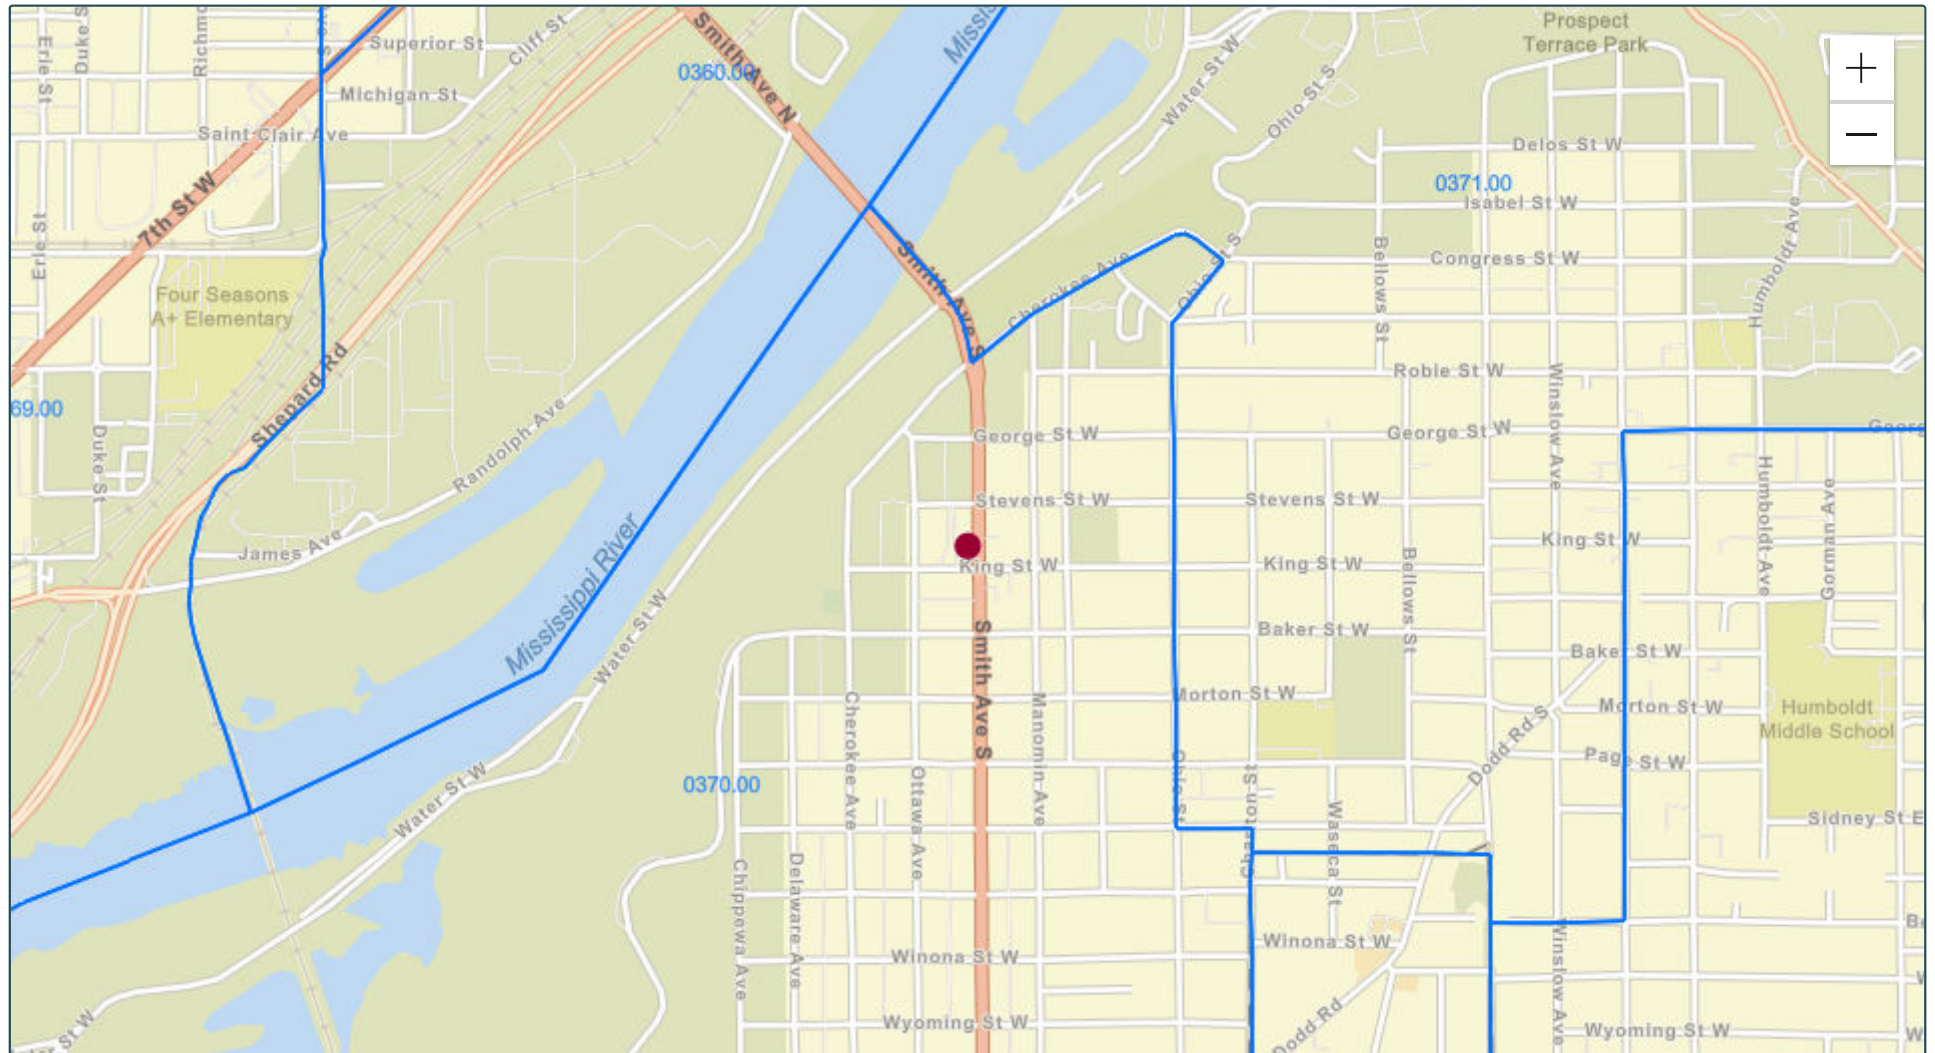 Erie St
Duke S
Richm
Superior St
Cliff St
Smith Ave N
0360.00
Missis
Water St W
Ohio St S
Prospect
Terrace Park
+
−
Michigan St
Saint Clair Ave
Delos St W
0371.00
Isabel St W
7th St W
Erie St
Smith Ave S
Cherokee Ave
Ohio St S
Bellows St
Congress St W
Humboldt Ave
Four Seasons
A+ Elementary
Shepard Rd
Roble St W
Winslow Ave
69.00
Duke St
Randolph Ave
George St W
George St W
Georg
Stevens St W
Stevens St W
Humboldt Ave
Gorman Ave
James Ave
Mississippi River
King St W
King St W
King St W
Bellows St
Water St W
Smith Ave S
Baker St W
Baker St W
Morton St W
Morton St W
Humboldt
Middle School
Cherokee Ave
Manomin Ave
Dodd Rd S
Page St W
0370.00
Ohio St
Charlton St
Water St W
Ottawa Ave
Waseca St
Sidney St E
Chippewa Ave
Delaware Ave
Winona St W
Winona St W
Winslow Ave
Wyoming St W
Dodd Rd
Wyoming St W
W
St W